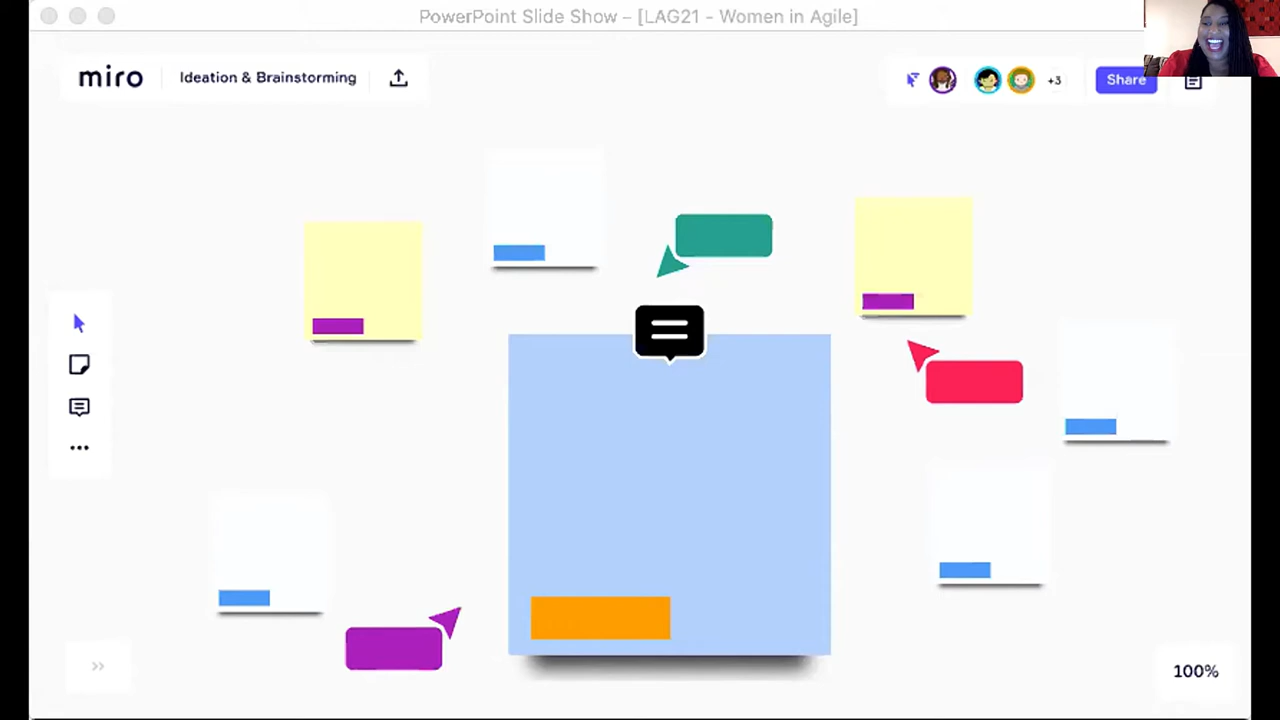 PowerPoint Slide Show – [LAG21 - Women in Agile]
miro
Ideation & Brainstorming
+3
Share
100%